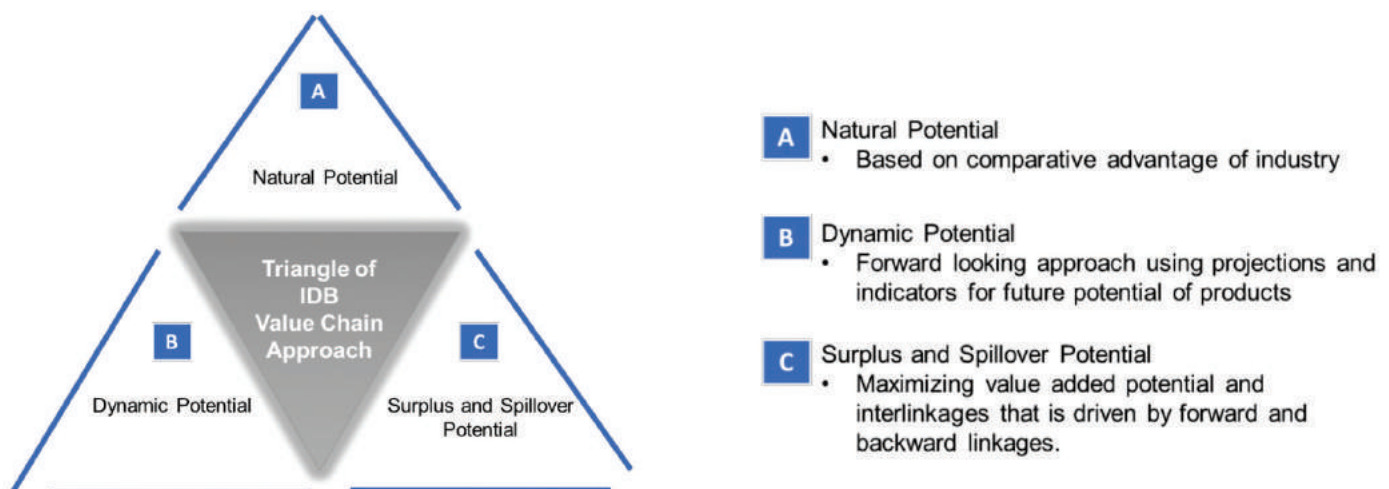 A
Natural Potential
Triangle of
IDB
Value Chain
Approach
B
Dynamic Potential
C
Surplus and Spillover
Potential
A Natural Potential
• Based on comparative advantage of industry
B Dynamic Potential
• Forward looking approach using projections and
indicators for future potential of products
C Surplus and Spillover Potential
• Maximizing value added potential and
interlinkages that is driven by forward and
backward linkages.